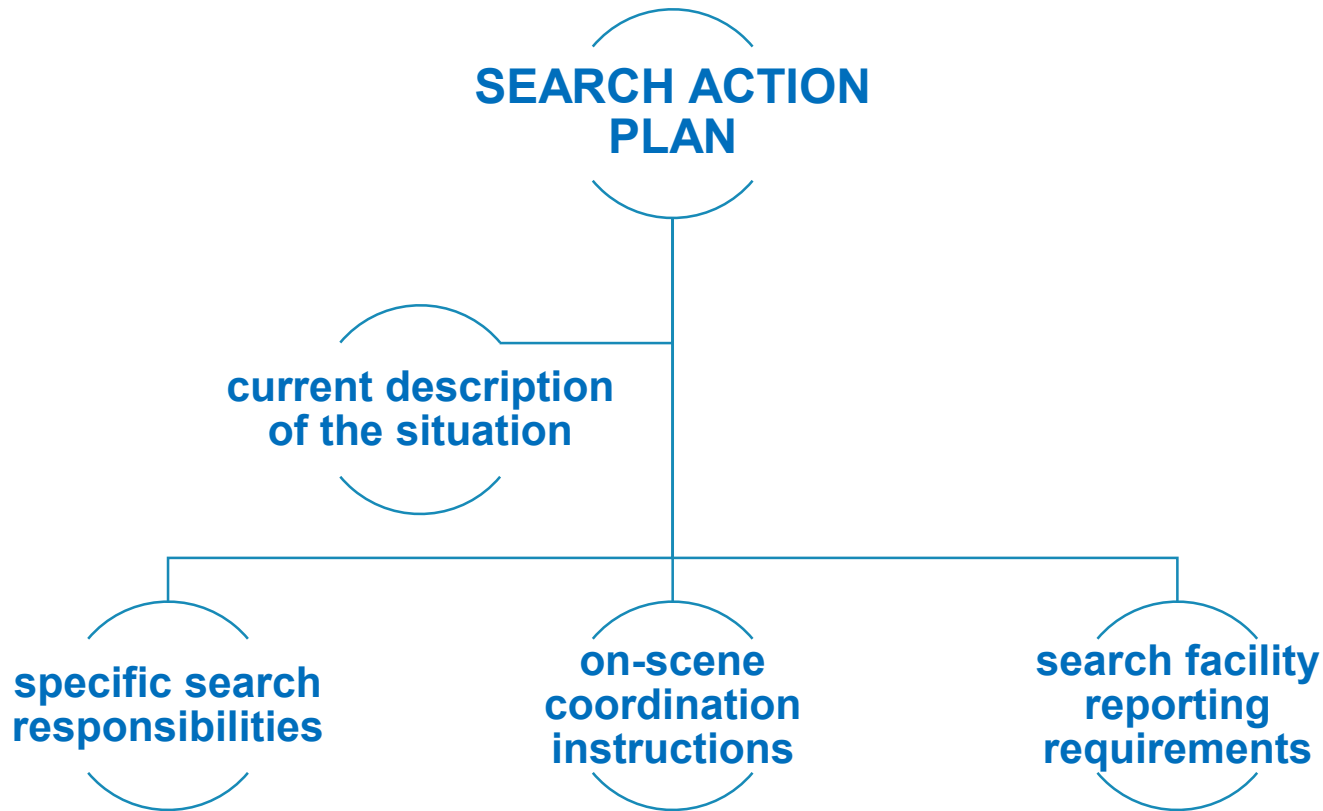 SEARCH ACTION
PLAN
current description
of the situation
specific search
responsibilities
on-scene
coordination
instructions
search facility
reporting
requirements